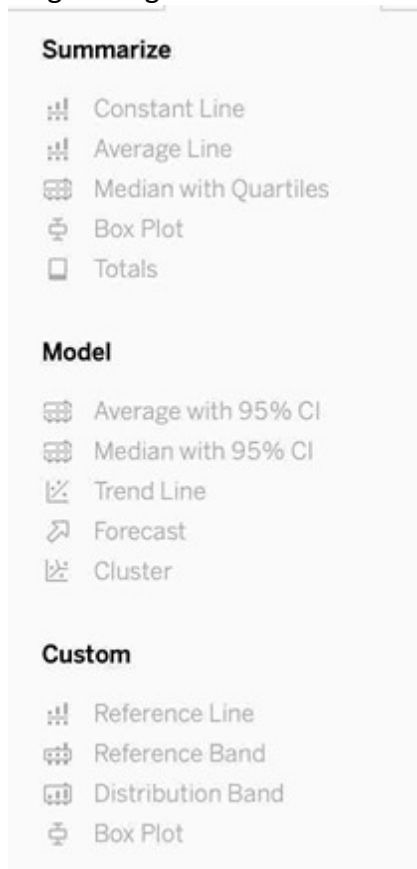 Summarize
Constant Line
Average Line
Median with Quartiles
Box Plot
Totals
Model
Average with 95% CI
Median with 95% CI
Trend Line
Forecast
Cluster
Custom
Reference Line
Reference Band
Distribution Band
Box Plot